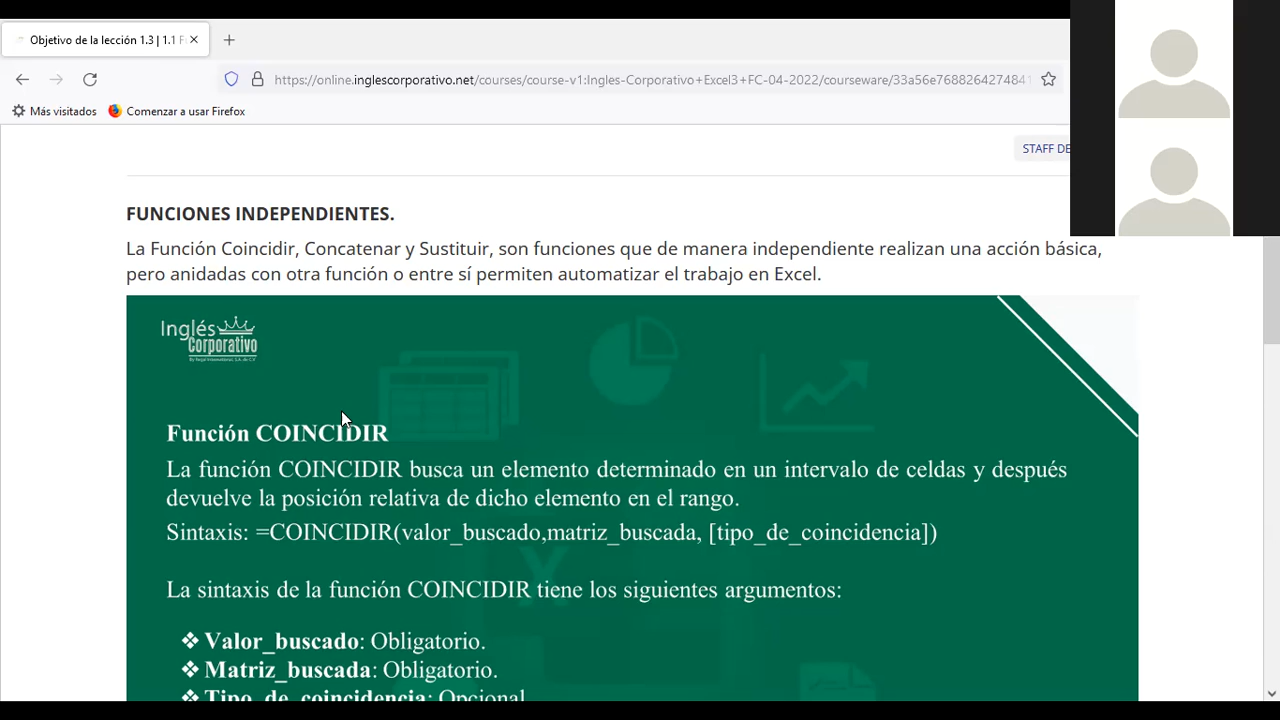 Objetivo de la lección 1.3 | 1.1 F
https://online.inglescorporativo.net/courses/course-v1:Ingles-Corporativo+Excel3+FC-04-2022/courseware/33a56e7688264274841
Más visitados
Comenzar a usar Firefox
STAFF DE
FUNCIONES INDEPENDIENTES.
La Función Coincidir, Concatenar y Sustituir, son funciones que de manera independiente realizan una acción básica,
pero anidadas con otra función o entre sí permiten automatizar el trabajo en Excel.
Inglés
Corporativo
Función COINCIDIR
La función COINCIDIR busca un elemento determinado en un intervalo de celdas y después
devuelve la posición relativa de dicho elemento en el rango.
Sintaxis: =COINCIDIR(valor_buscado,matriz_buscada, [tipo_de_coincidencia])
La sintaxis de la función COINCIDIR tiene los siguientes argumentos:
❖ Valor_buscado: Obligatorio.
❖ Matriz_buscada: Obligatorio.
❖ Tipo_de_coincidencia: Opcional